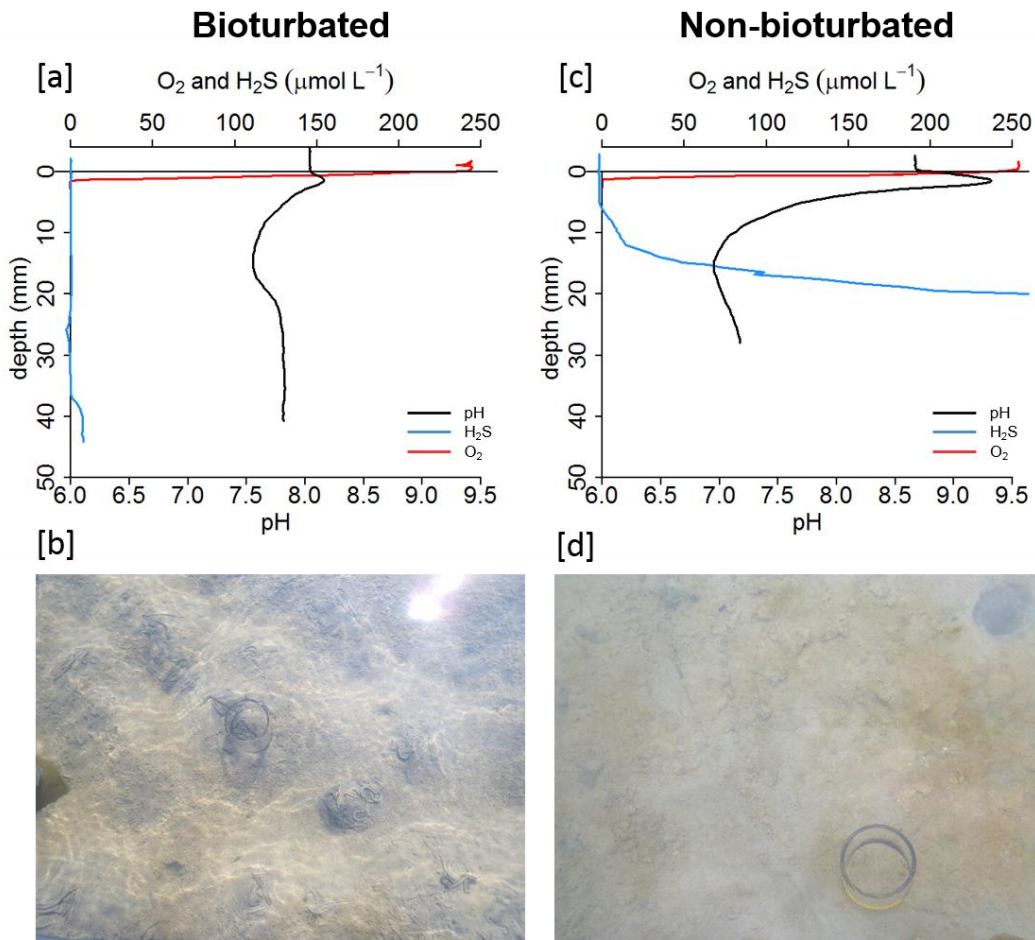 Bioturbated
Non-bioturbated
[a]
O₂ and H₂S (μmol L⁻¹)
0 50 100 150 200 250
0
10
20
30
40
50
depth (mm)
pH
H₂S
O₂
6.0 6.5 7.0 7.5 8.0 8.5 9.0 9.5
pH
[c]
O₂ and H₂S (μmol L⁻¹)
0 50 100 150 200 250
0
10
20
30
40
50
depth (mm)
pH
H₂S
O₂
6.0 6.5 7.0 7.5 8.0 8.5 9.0 9.5
pH
[b]
[d]